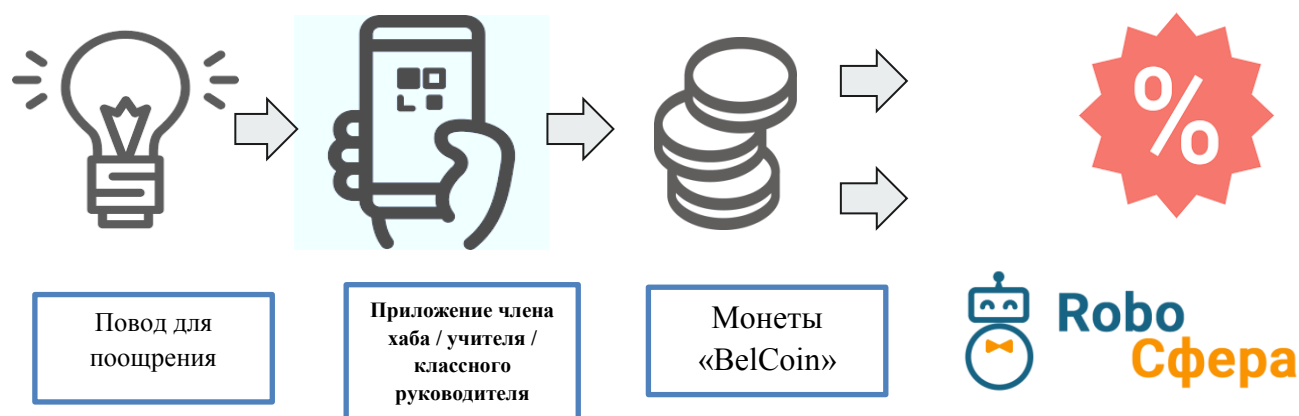 %
Повод для
поощрения
Приложение члена
хаба / учителя /
классного
руководителя
Монеты
«BelCoin»
Robo
Сфера